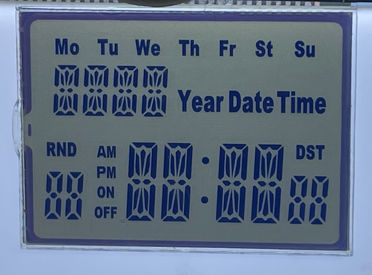 Mo Tu We Th Fr St Su
Year Date Time
RND AM DST
PM
ON
OFF